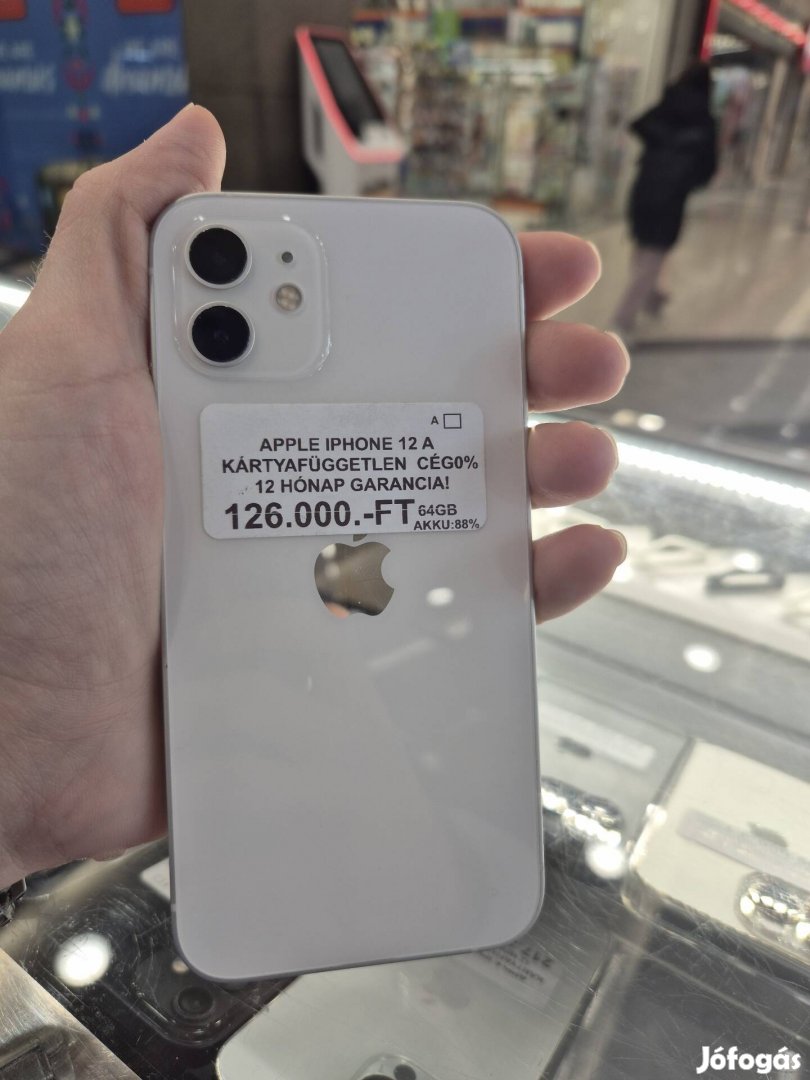 A
APPLE IPHONE 12 A
KÁRTYAFÜGGETLEN CÉG0%
12 HÓNAP GARANCIA!
126.000.-FT 64GB
AKKU:88%
Jófogás